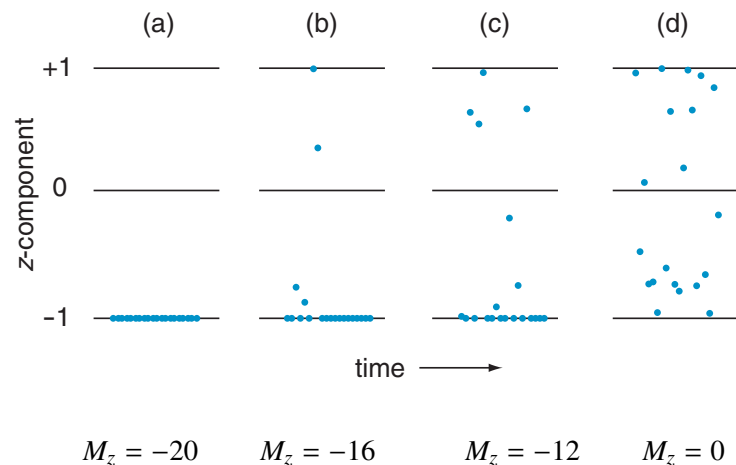 (a) (b) (c) (d)
+1
0
−1
z-component
time
M_z = −20 M_z = −16 M_z = −12 M_z = 0